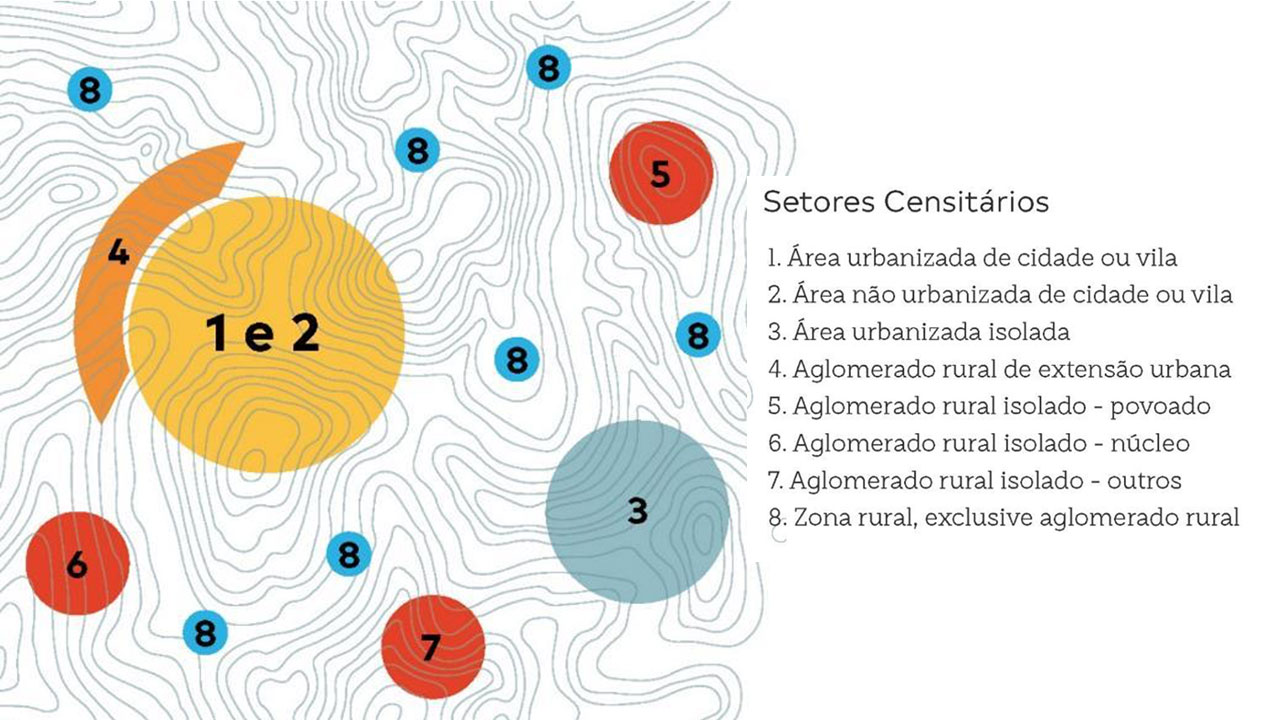 8
8
8
5
4
1 e 2
8
8
3
6
8
8
7
Setores Censitários
1. Área urbanizada de cidade ou vila
2. Área não urbanizada de cidade ou vila
3. Área urbanizada isolada
4. Aglomerado rural de extensão urbana
5. Aglomerado rural isolado - povoado
6. Aglomerado rural isolado - núcleo
7. Aglomerado rural isolado - outros
8. Zona rural, exclusive aglomerado rural